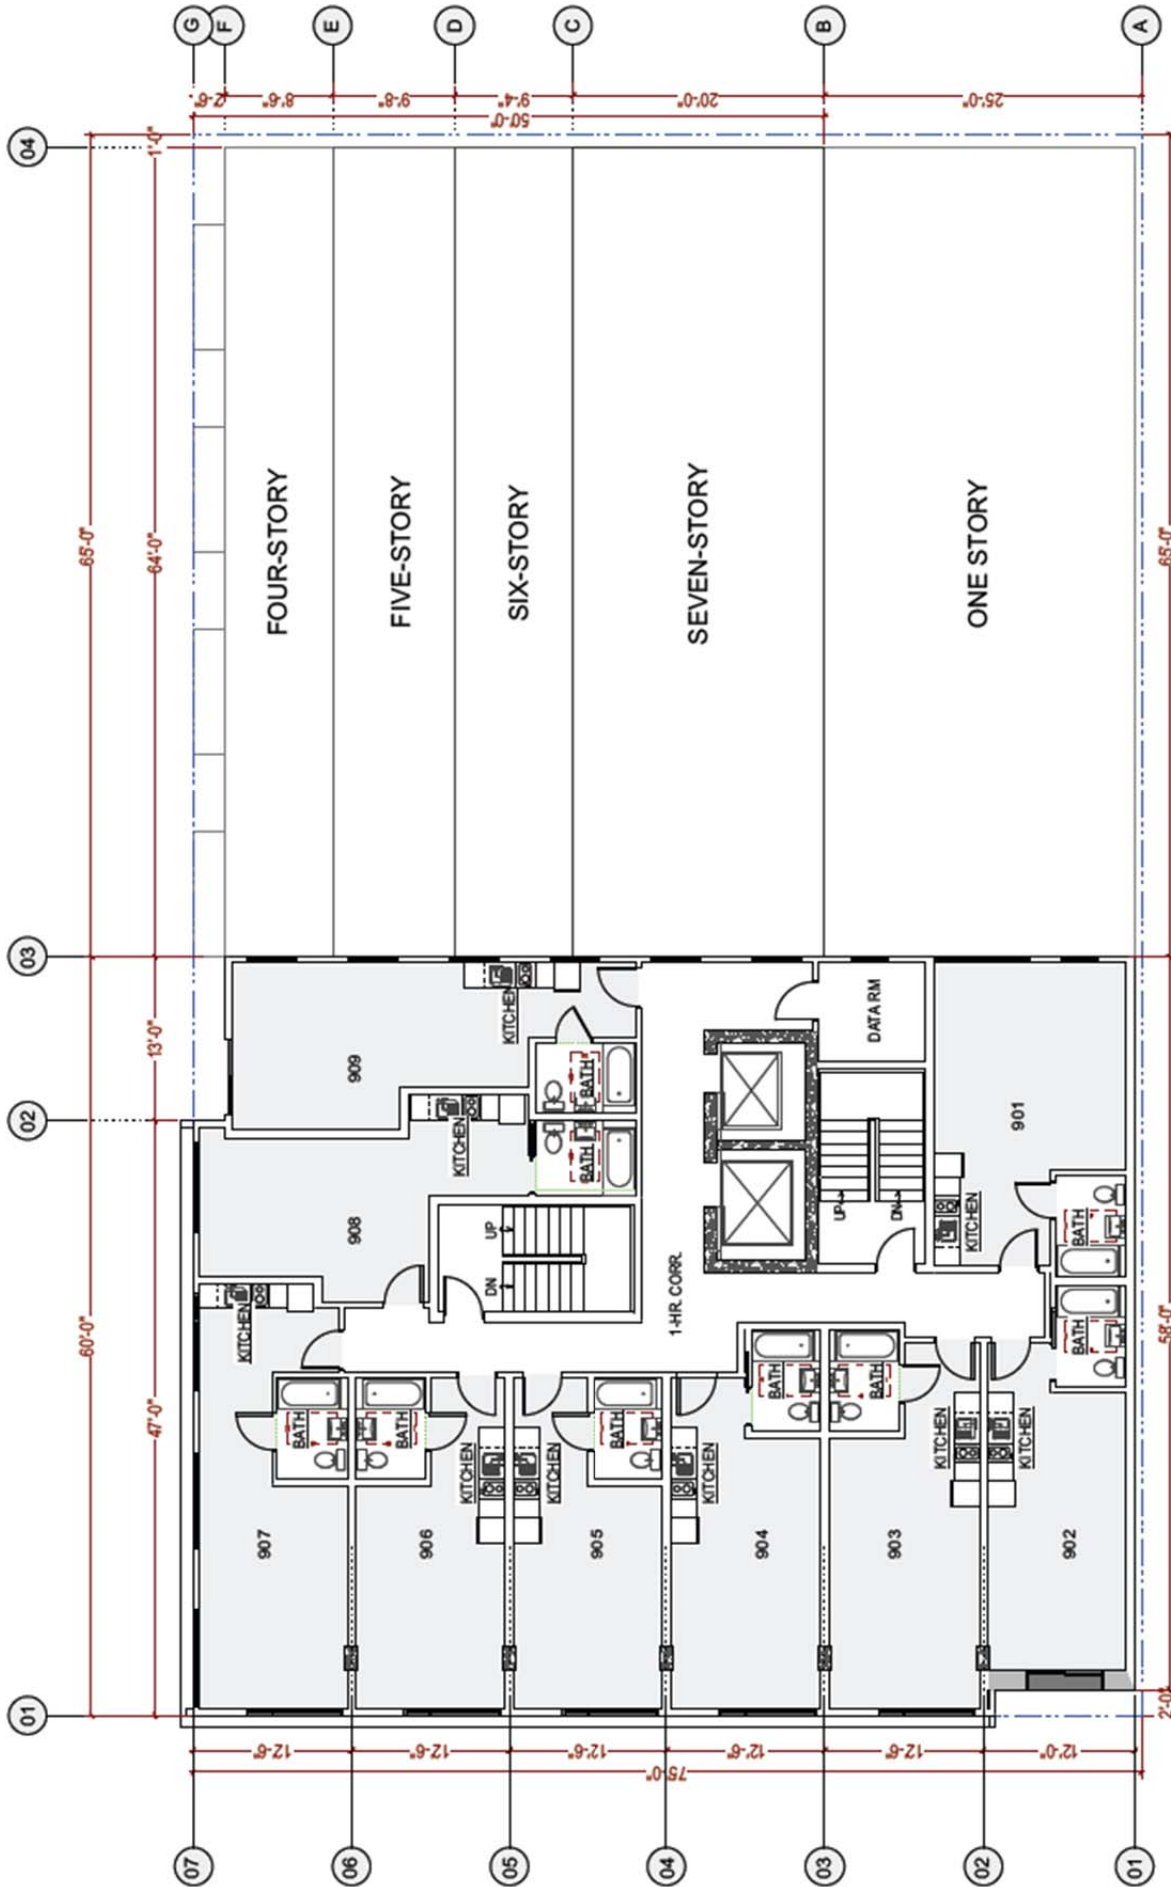 01
02
03
04
60'-0"
65'-0"
47'-0"
13'-0"
64'-0"
1'-0"
07
06
05
04
03
02
01
12'-6"
12'-6"
12'-6"
12'-6"
12'-6"
12'-0"
75'-0"
G
F
E
D
C
B
A
2'-6"
8'-6"
9'-8"
9'-4"
20'-0"
25'-0"
50'-0"
FOUR-STORY
FIVE-STORY
SIX-STORY
SEVEN-STORY
ONE STORY
907
KITCHEN
BATH
906
KITCHEN
BATH
905
KITCHEN
BATH
904
KITCHEN
BATH
903
KITCHEN
BATH
902
KITCHEN
BATH
908
KITCHEN
BATH
909
KITCHEN
BATH
DN
UP
1-HR. CORR.
UP
DN
DATA RM
901
KITCHEN
BATH
2'-0"
58'-0"
65'-0"